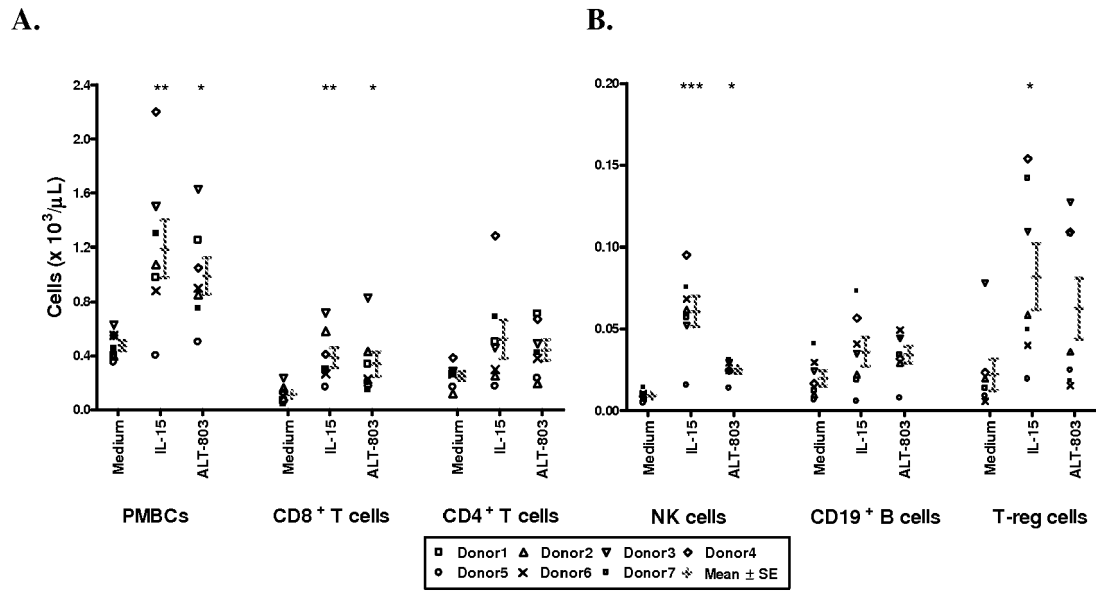 A.
B.
Cells (x 10³/µL)
2.4
2.0
1.6
1.2
0.8
0.4
0.0
** * ** *
Medium IL-15 ALT-803 Medium IL-15 ALT-803 Medium IL-15 ALT-803
PMBCs CD8⁺ T cells CD4⁺ T cells
0.20
0.15
0.10
0.05
0.00
*** * *
Medium IL-15 ALT-803 Medium IL-15 ALT-803 Medium IL-15 ALT-803
NK cells CD19⁺ B cells T-reg cells
Donor1 Donor2 Donor3 Donor4
Donor5 Donor6 Donor7 Mean ± SE